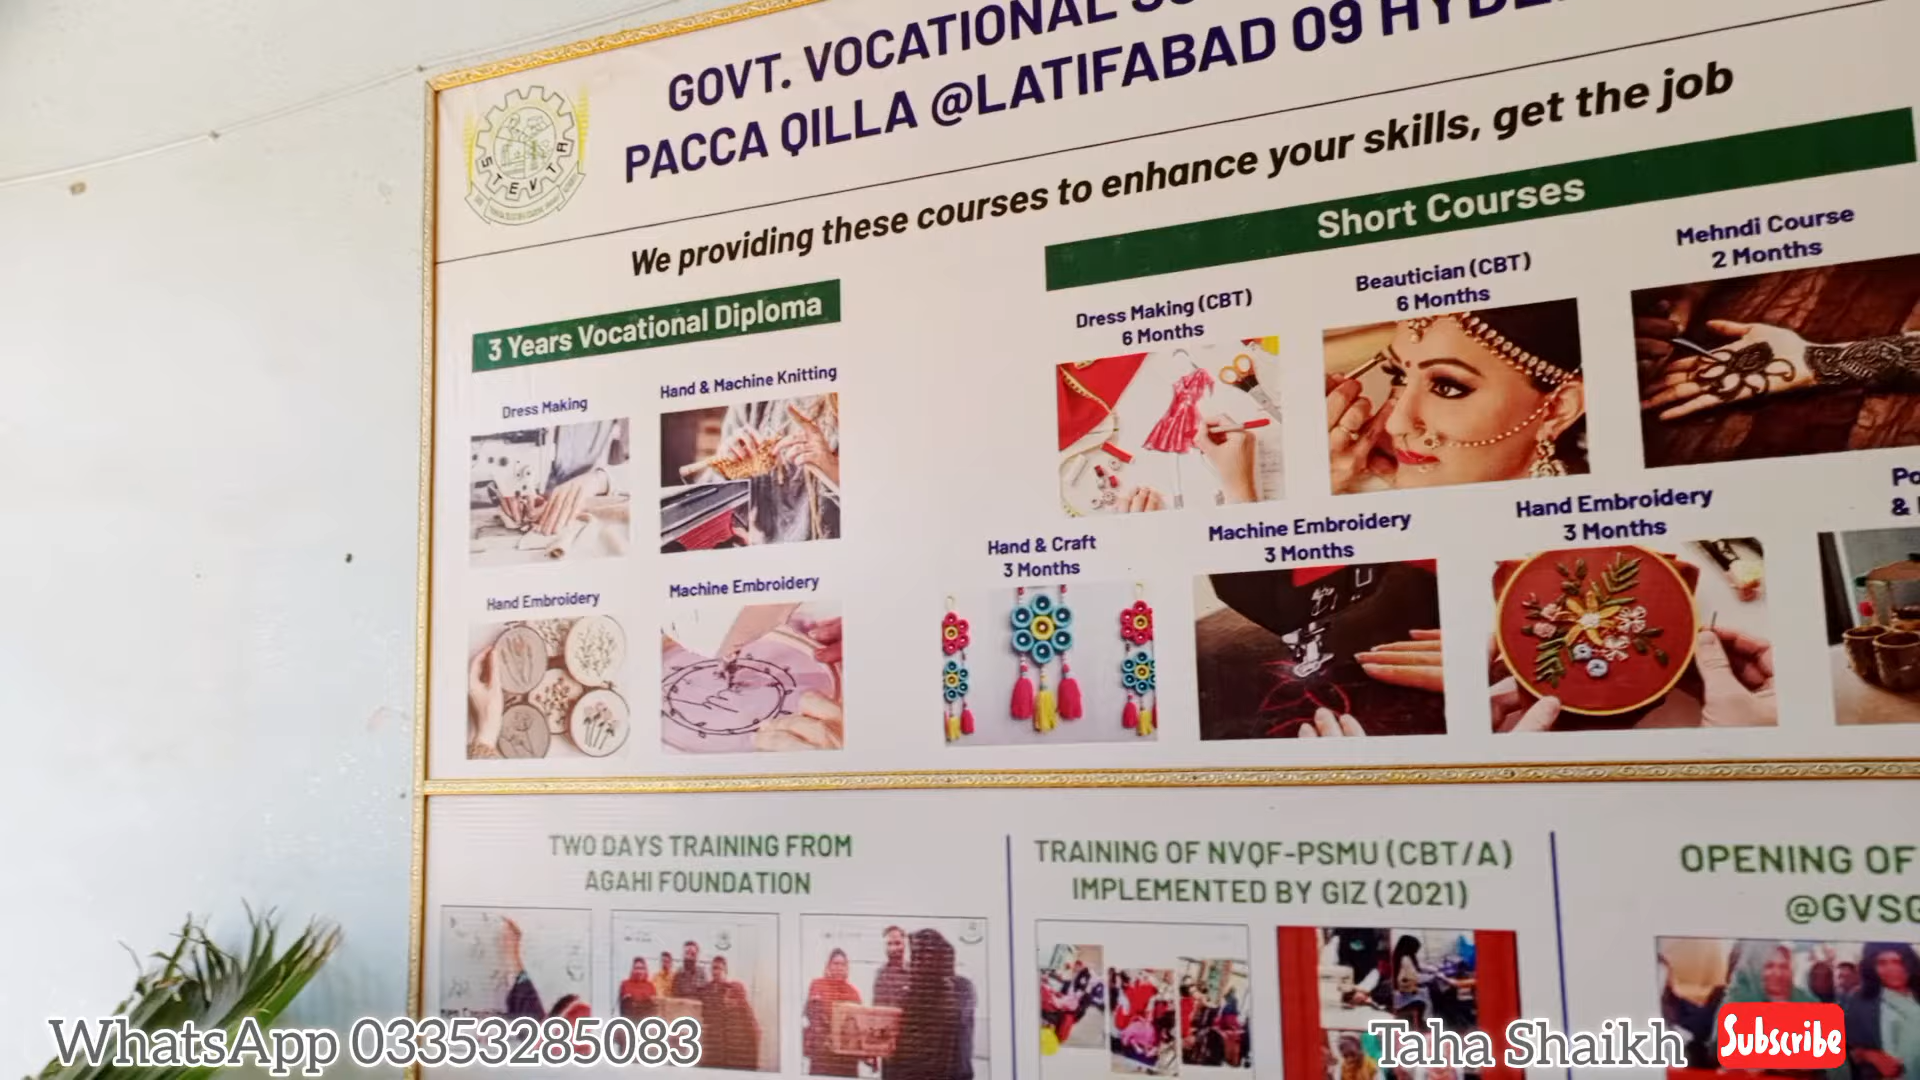 GOVT. VOCATIONAL
PACCA QILLA @LATIFABAD 09
STEVTA
We providing these courses to enhance your skills, get the job
3 Years Vocational Diploma
Dress Making
Hand & Machine Knitting
Hand Embroidery
Machine Embroidery
Short Courses
Dress Making (CBT)
6 Months
Beautician (CBT)
6 Months
Mehndi Course
2 Months
Hand & Craft
3 Months
Machine Embroidery
3 Months
Hand Embroidery
3 Months
&
TWO DAYS TRAINING FROM
AGAHI FOUNDATION
TRAINING OF NVQF-PSMU (CBT/A)
IMPLEMENTED BY GIZ (2021)
OPENING OF
WhatsApp 03353285083
Taha Shaikh
Subscribe